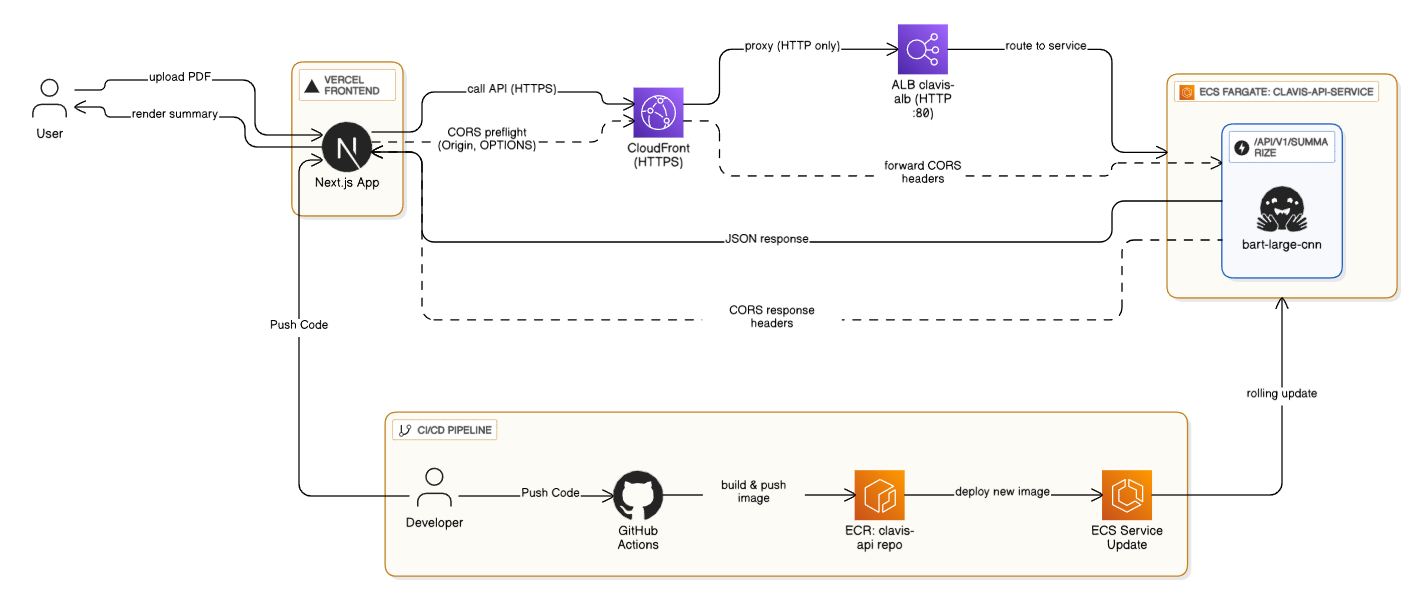 User
upload PDF
render summary
VERCEL
FRONTEND
N
Next.js App
call API (HTTPS)
CORS preflight
(Origin, OPTIONS)
CloudFront
(HTTPS)
proxy (HTTP only)
ALB clavis-
alb (HTTP
:80)
route to service
forward CORS
headers
ECS FARGATE: CLAVIS-API-SERVICE
/API/V1/SUMMA
RIZE
bart-large-cnn
JSON response
CORS response
headers
Push Code
rolling update
CI/CD PIPELINE
Developer
Push Code
GitHub
Actions
build & push
image
ECR: clavis-
api repo
deploy new image
ECS Service
Update